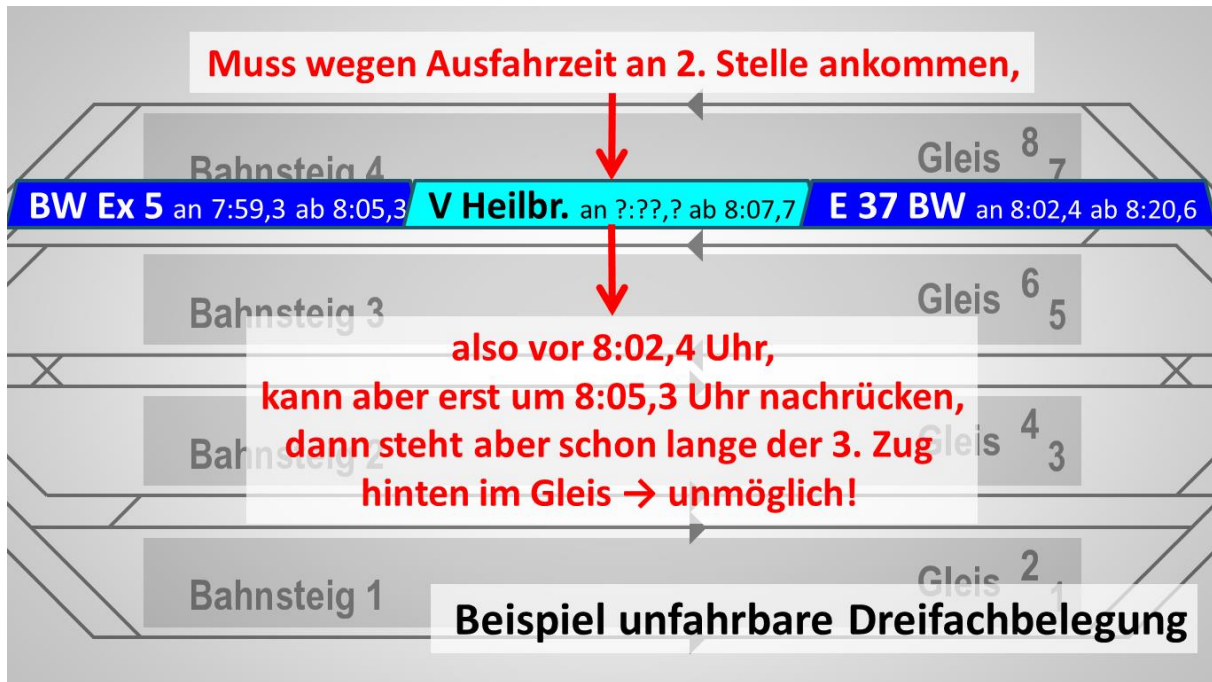 Muss wegen Ausfahrzeit an 2. Stelle ankommen,
Bahnsteig 4
Gleis 8 7
BW Ex 5 an 7:59,3 ab 8:05,3
V Heilbr. an ?:??,? ab 8:07,7
E 37 BW an 8:02,4 ab 8:20,6
Bahnsteig 3
Gleis 6 5
also vor 8:02,4 Uhr,
kann aber erst um 8:05,3 Uhr nachrücken,
Bahnsteig 2
Gleis 4 3
dann steht aber schon lange der 3. Zug
hinten im Gleis → unmöglich!
Bahnsteig 1
Gleis 2 1
Beispiel unfahrbare Dreifachbelegung